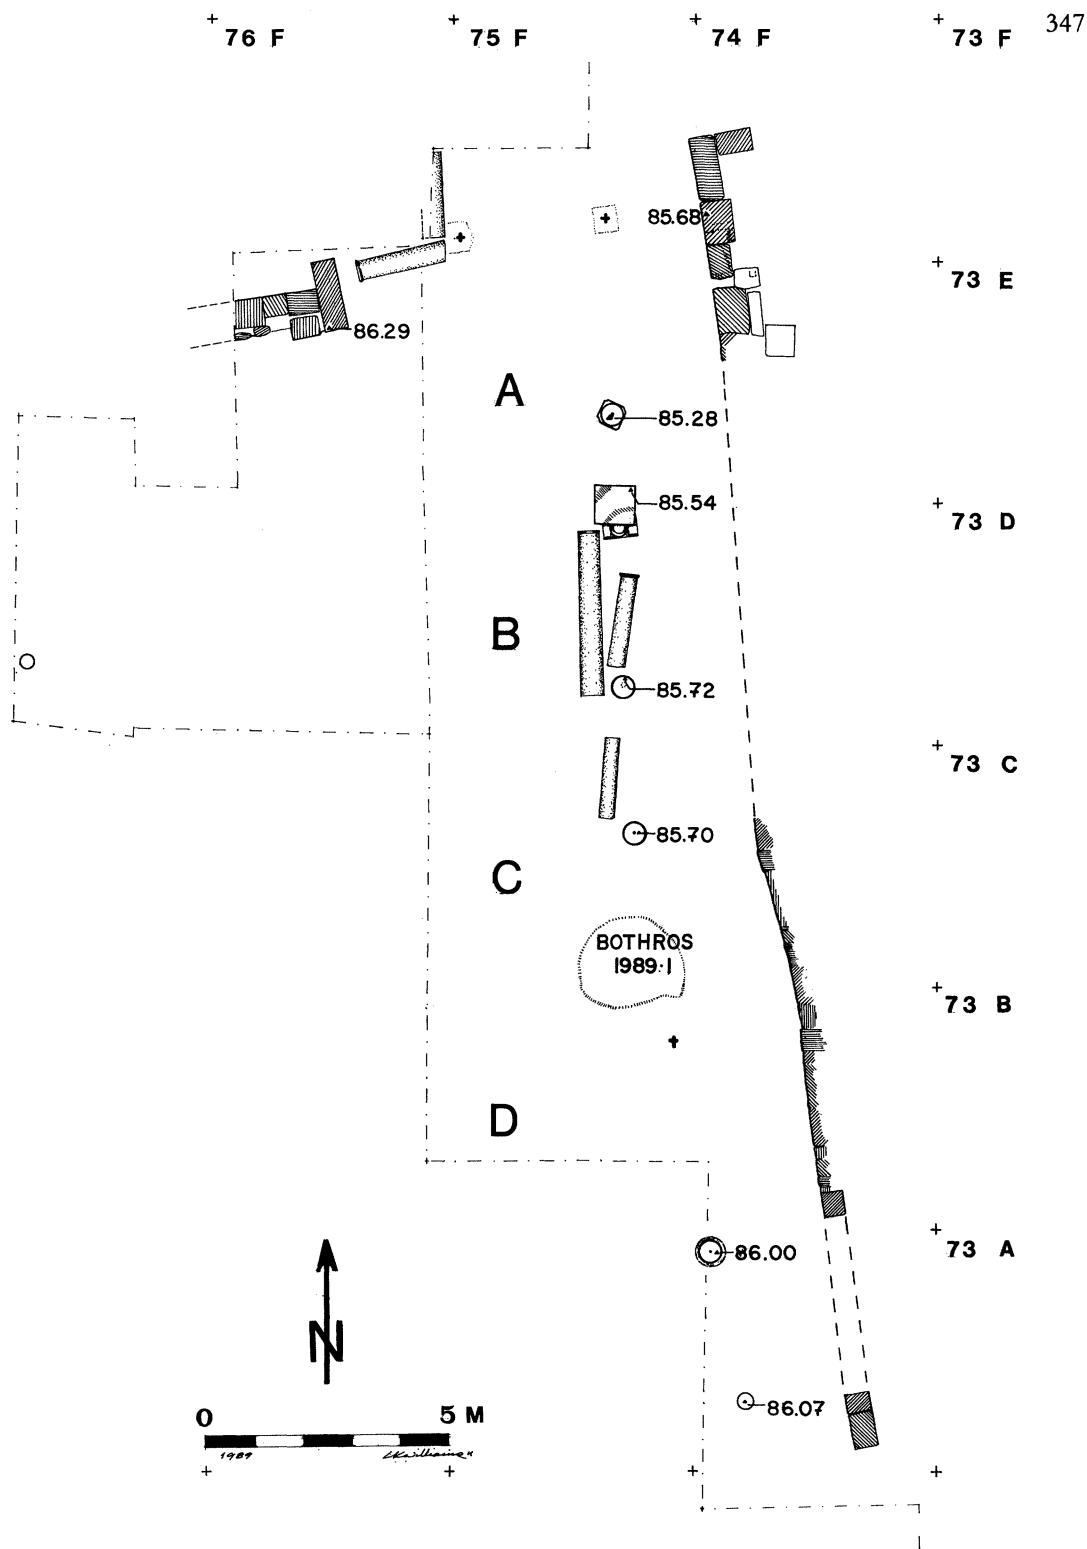 347
76 F
75 F
74 F
73 F
85.68
73 E
86.29
A
85.28
85.54
73 D
B
85.72
73 C
85.70
C
BOTHROS
1989·1
73 B
D
73 A
86.00
N
0
5 M
86.07
1989